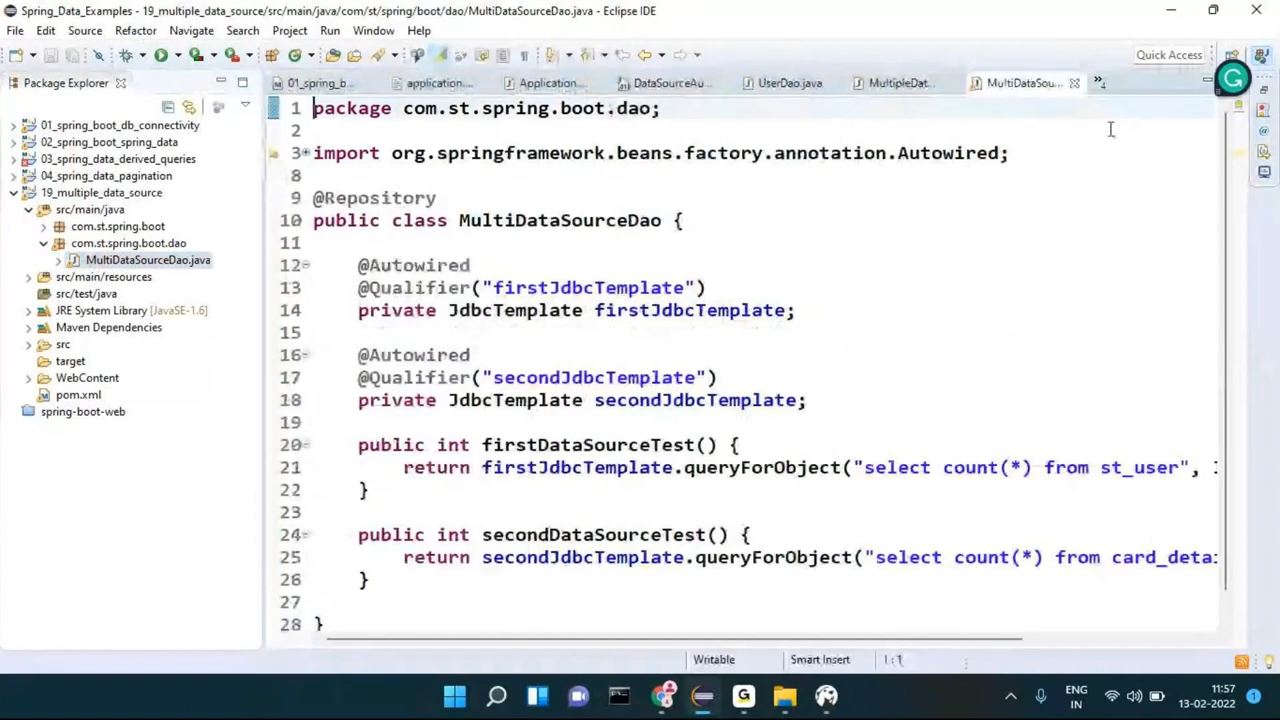 Spring_Data_Examples - 19_multiple_data_source/src/main/java/com/st/spring/boot/dao/MultiDataSourceDao.java - Eclipse IDE
File Edit Source Refactor Navigate Search Project Run Window Help
Quick Access
Package Explorer
01_spring_b...
application....
Application....
DataSourceAu...
UserDao.java
MultipleDat...
MultiDataSou...
4
01_spring_boot_db_connectivity
02_spring_boot_spring_data
03_spring_data_derived_queries
04_spring_data_pagination
19_multiple_data_source
src/main/java
com.st.spring.boot
com.st.spring.boot.dao
MultiDataSourceDao.java
src/main/resources
src/test/java
JRE System Library [JavaSE-1.6]
Maven Dependencies
src
target
WebContent
pom.xml
spring-boot-web
1 package com.st.spring.boot.dao;
2
3 import org.springframework.beans.factory.annotation.Autowired;
8
9 @Repository
10 public class MultiDataSourceDao {
11
12 @Autowired
13 @Qualifier("firstJdbcTemplate")
14 private JdbcTemplate firstJdbcTemplate;
15
16 @Autowired
17 @Qualifier("secondJdbcTemplate")
18 private JdbcTemplate secondJdbcTemplate;
19
20 public int firstDataSourceTest() {
21 return firstJdbcTemplate.queryForObject("select count(*) from st_user",
22 }
23
24 public int secondDataSourceTest() {
25 return secondJdbcTemplate.queryForObject("select count(*) from card_detai
26 }
27
28 }
Writable Smart Insert 1 : 1
ENG
IN
11:57
13-02-2022